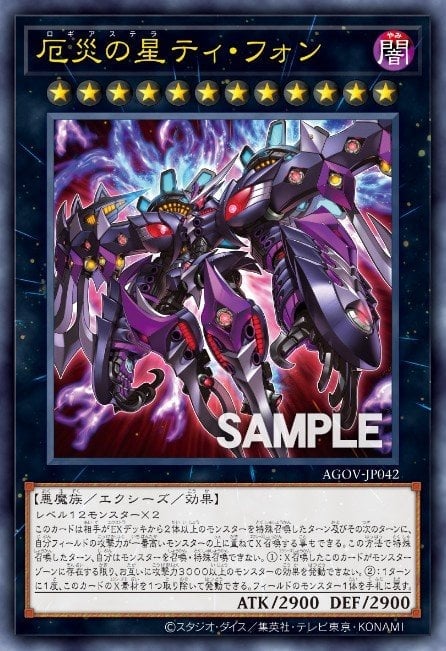 ロギアステラ
厄災の星ティ・フォン
やみ
闇
SAMPLE
AGOV-JP042
【悪魔族／エクシーズ／効果】
レベル12モンスター×2
このカードは相手がEXデッキから2体以上のモンスターを特殊召喚したターン及びその次のターンに、
自分フィールドの攻撃力が一番高いモンスターの上に重ねてX召喚する事もできる。この方法で特殊
召喚したターン、自分はモンスターを召喚・特殊召喚できない。①：X召喚したこのカードがモンスター
ゾーンに存在する限り、お互いに攻撃力3000以上のモンスターの効果を発動できない。②：1ターン
に1度、このカードのX素材を1つ取り除いて発動できる。フィールドのモンスター1体を手札に戻す。
ATK/2900 DEF/2900
©スタジオ・ダイス／集英社・テレビ東京・KONAMI